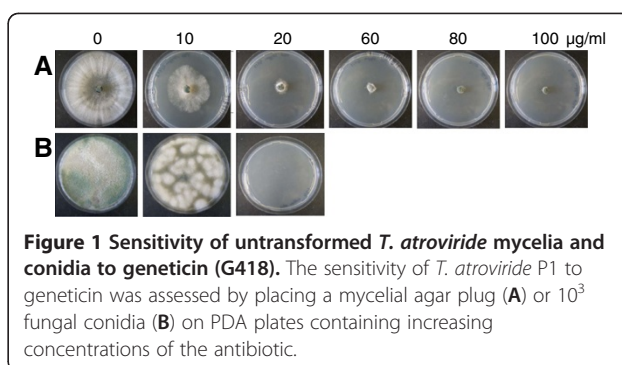 0 10 20 60 80 100 µg/ml
A
B
Figure 1 Sensitivity of untransformed T. atroviride mycelia and
conidia to geneticin (G418). The sensitivity of T. atroviride P1 to
geneticin was assessed by placing a mycelial agar plug (A) or 10³
fungal conidia (B) on PDA plates containing increasing
concentrations of the antibiotic.